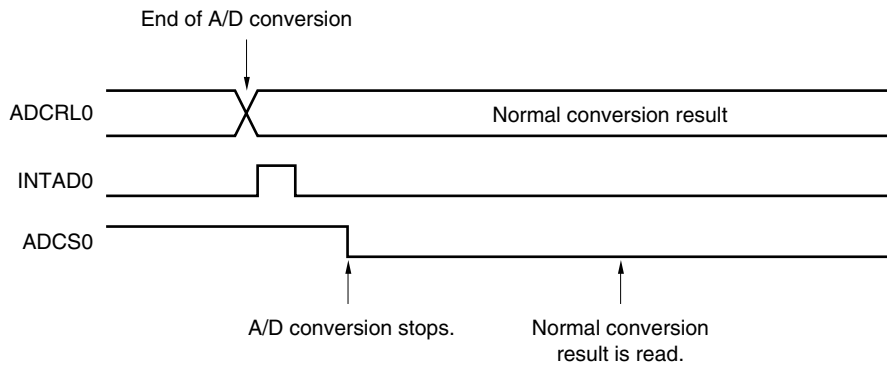 End of A/D conversion
ADCRL0
Normal conversion result
INTAD0
ADCS0
A/D conversion stops.
Normal conversion
result is read.